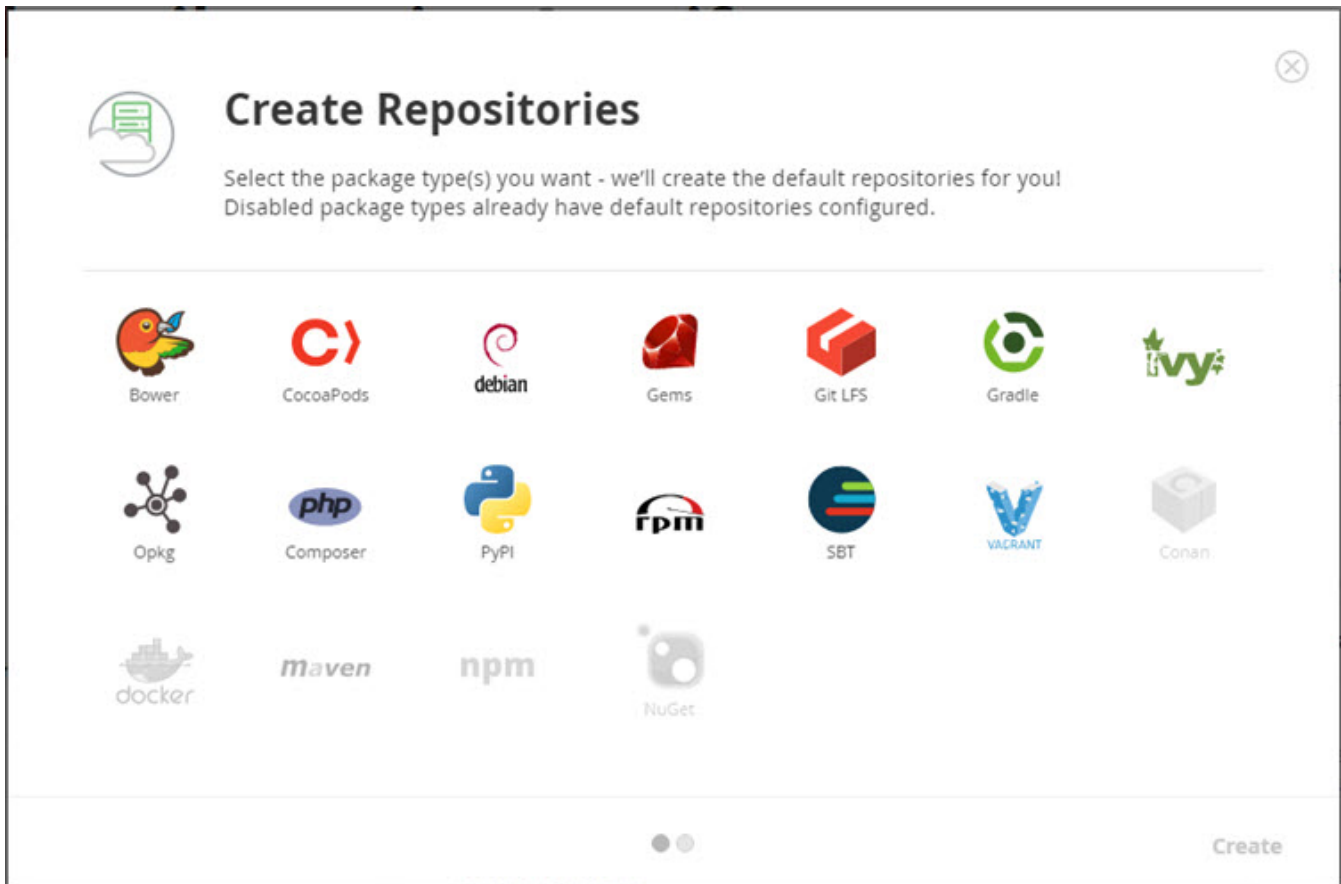 Create Repositories
Select the package type(s) you want - we'll create the default repositories for you!
Disabled package types already have default repositories configured.
Bower
CocoaPods
debian
Gems
Git LFS
Gradle
ivy
Opkg
php
Composer
PyPI
rpm
SBT
VAGRANT
Conan
docker
maven
npm
NuGet
Create